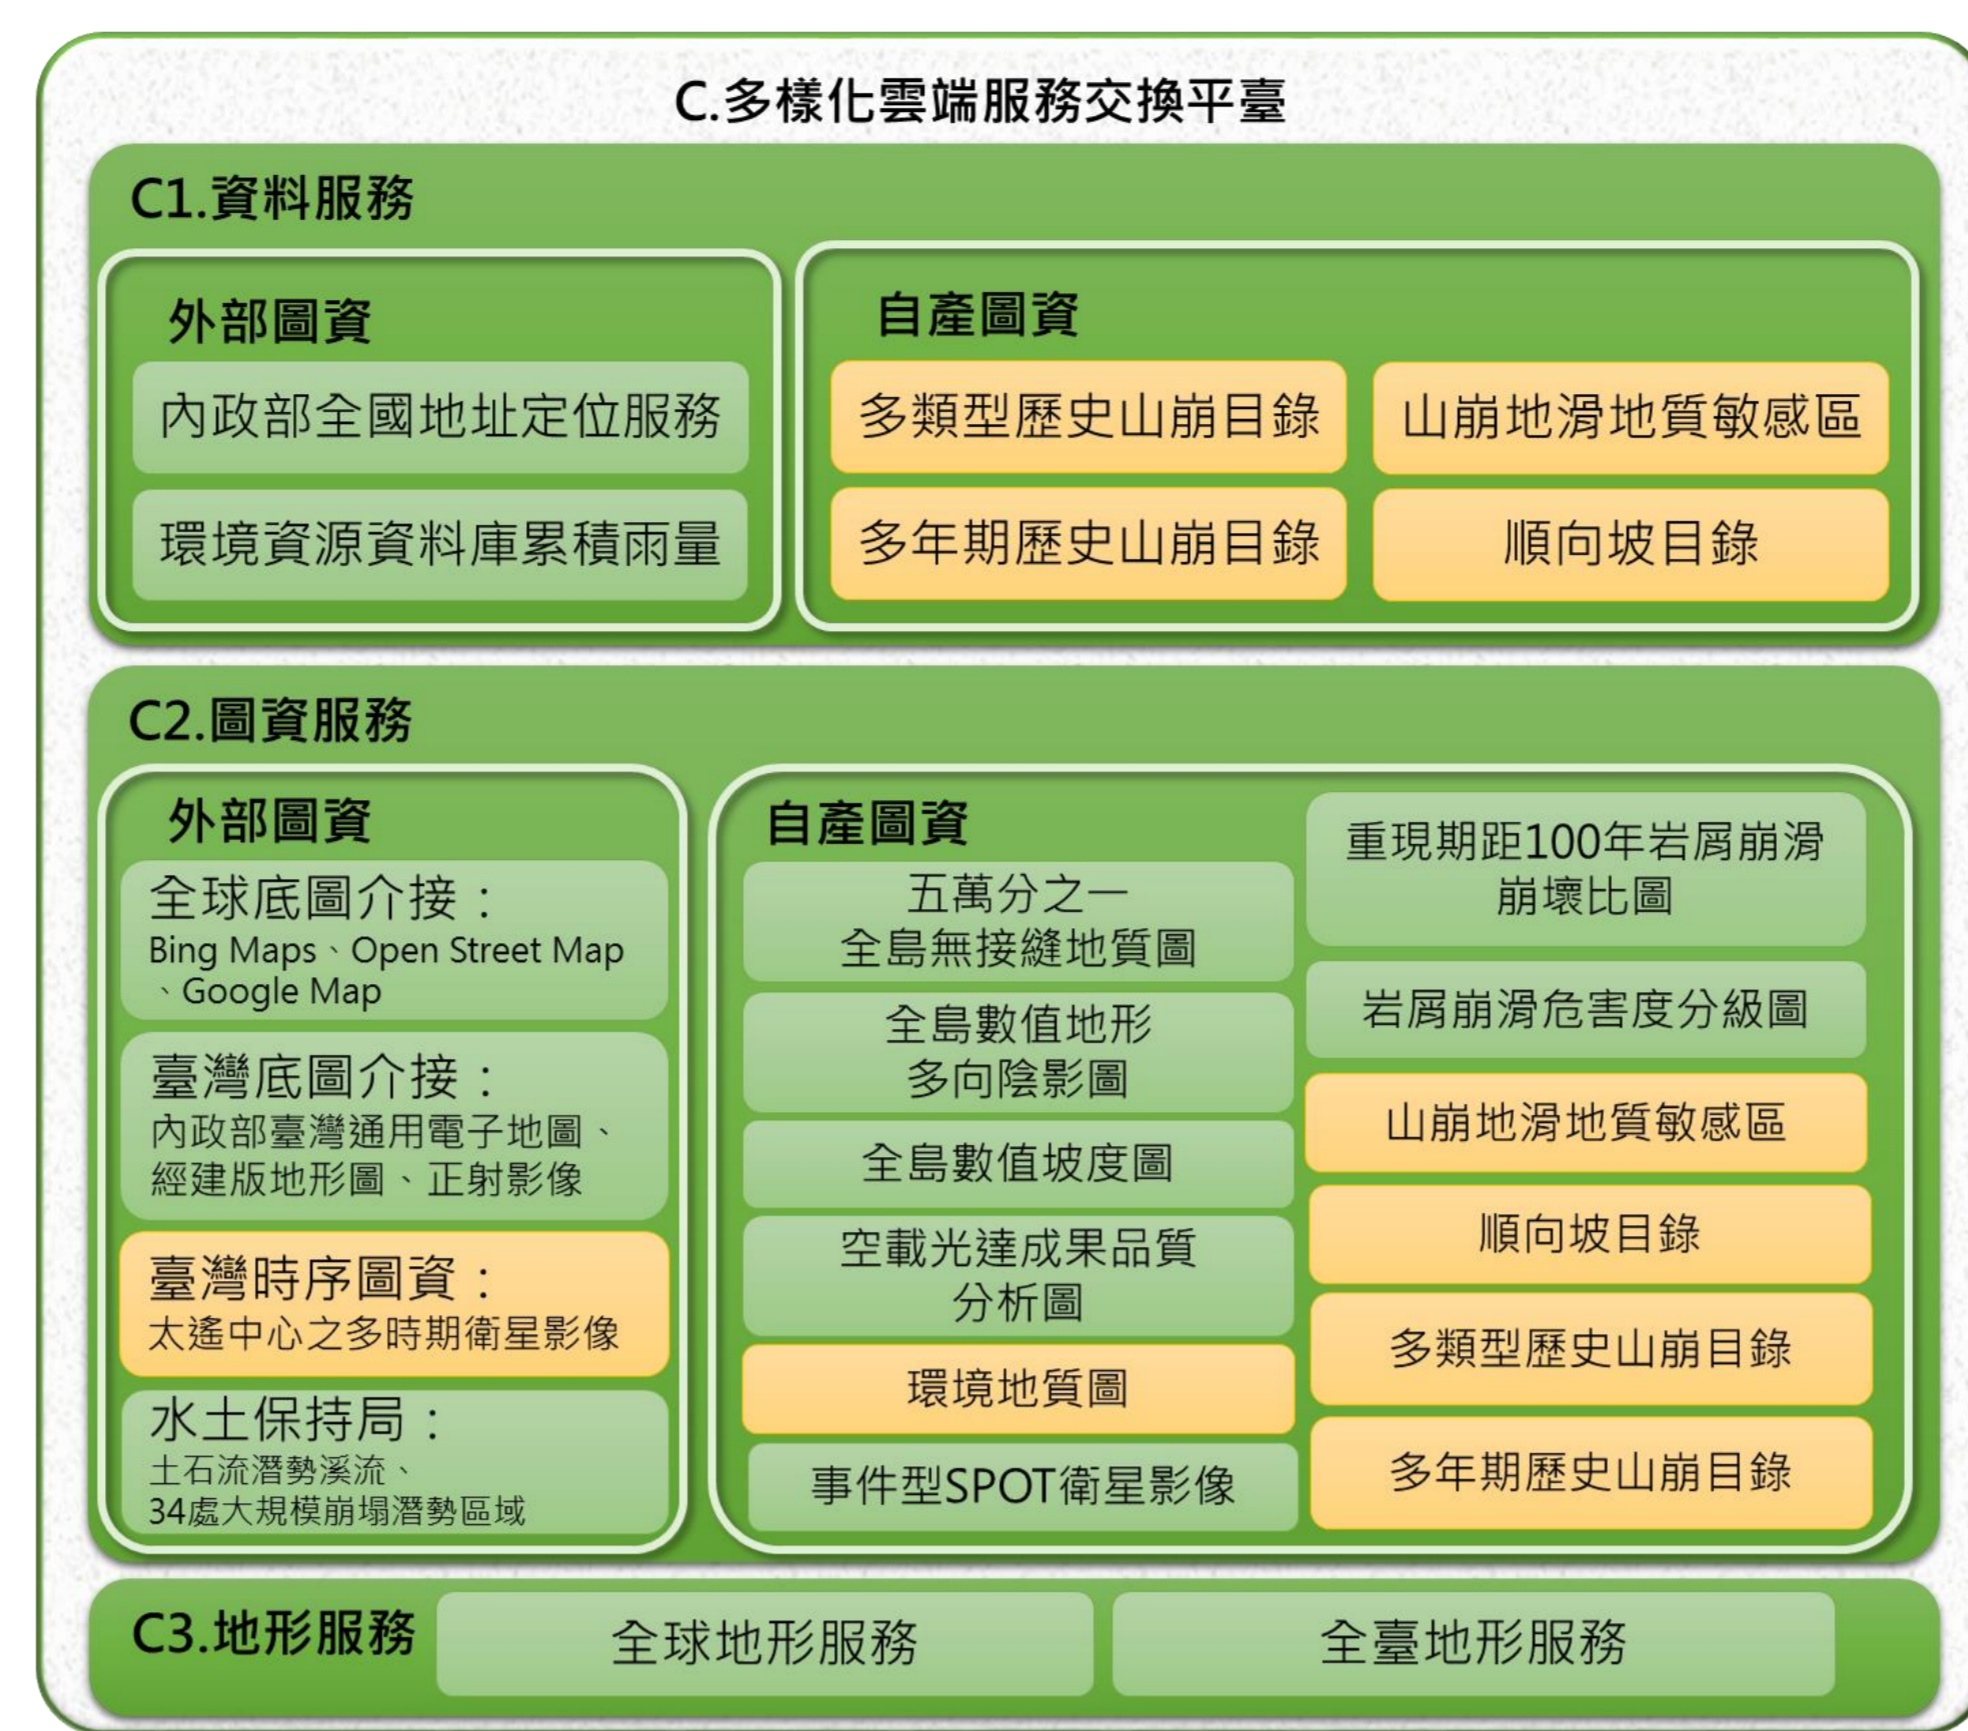 C.多樣化雲端服務交換平臺
C1.資料服務
外部圖資
內政部全國地址定位服務
環境資源資料庫累積雨量
自產圖資
多類型歷史山崩目錄
山崩地滑地質敏感區
多年期歷史山崩目錄
順向坡目錄
C2.圖資服務
外部圖資
全球底圖介接：
Bing Maps、Open Street Map
、Google Map
臺灣底圖介接：
內政部臺灣通用電子地圖、
經建版地形圖、正射影像
臺灣時序圖資：
太遙中心之多時期衛星影像
水土保持局：
土石流潛勢溪流、
34處大規模崩塌潛勢區域
自產圖資
五萬分之一
全島無接縫地質圖
全島數值地形
多向陰影圖
全島數值坡度圖
空載光達成果品質
分析圖
環境地質圖
事件型SPOT衛星影像
重現期距100年岩屑崩滑
崩壞比圖
岩屑崩滑危害度分級圖
山崩地滑地質敏感區
順向坡目錄
多類型歷史山崩目錄
多年期歷史山崩目錄
C3.地形服務
全球地形服務
全臺地形服務